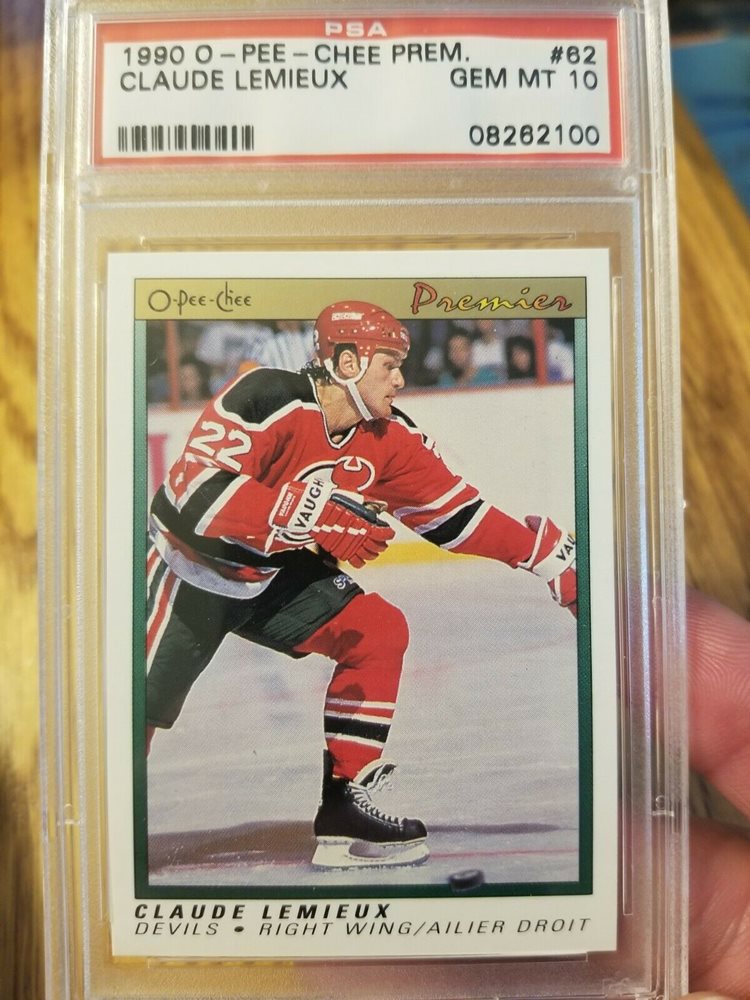 PSA
1990 O-PEE-CHEE PREM. #62
CLAUDE LEMIEUX GEM MT 10
08262100
O-Pee-Chee Premier
22
VAUGHN
VAU
CLAUDE LEMIEUX
DEVILS • RIGHT WING/AILIER DROIT